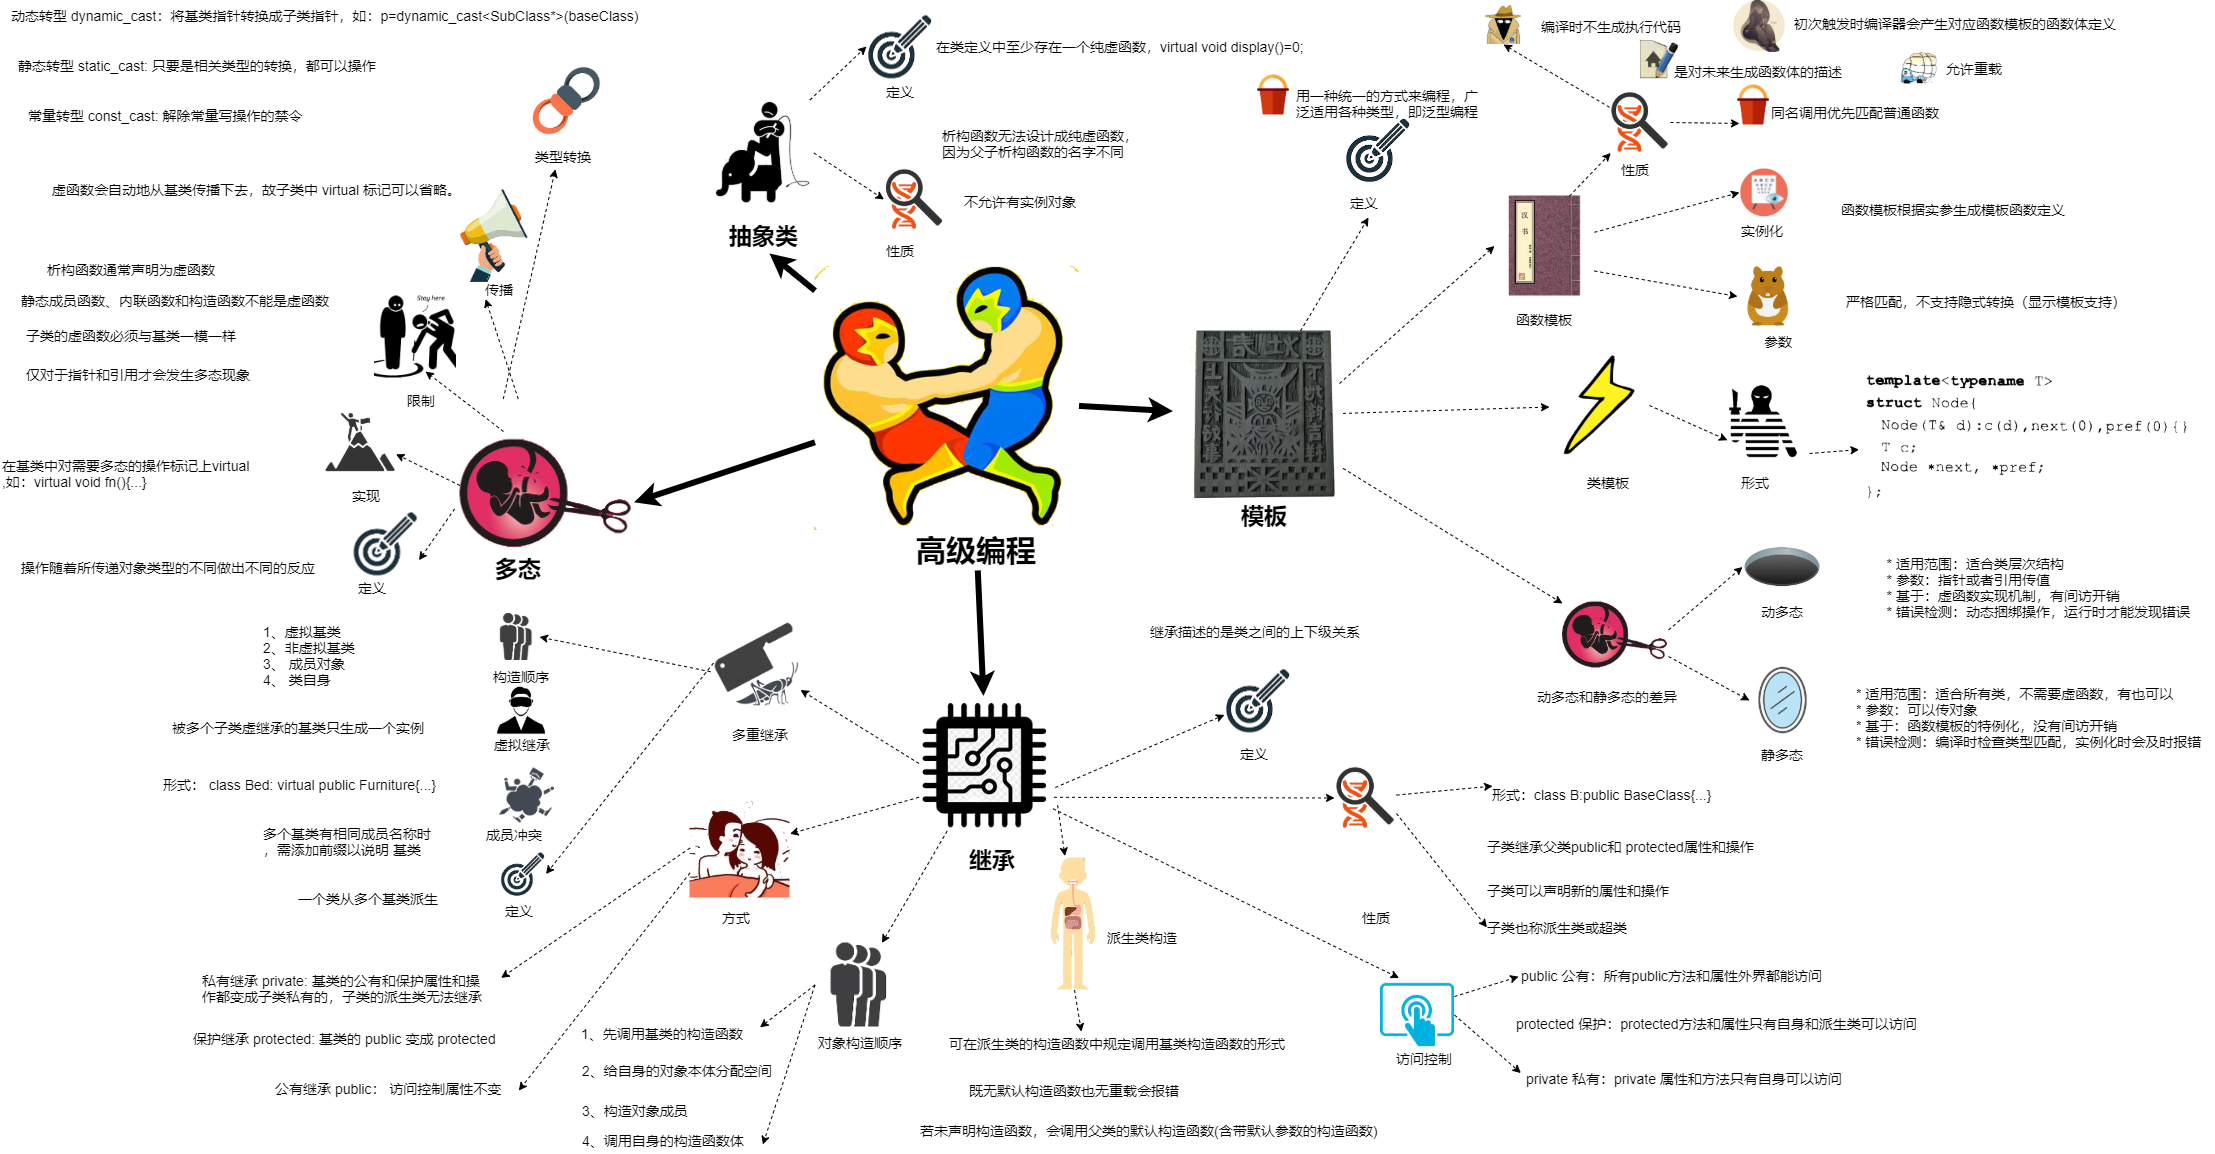 动态转型 dynamic_cast：将基类指针转换成子类指针，如：p=dynamic_cast<SubClass*>(baseClass)
静态转型 static_cast: 只要是相关类型的转换，都可以操作
常量转型 const_cast: 解除常量写操作的禁令
类型转换
虚函数会自动地从基类传播下去，故子类中 virtual 标记可以省略。
传播
析构函数通常声明为虚函数
静态成员函数、内联函数和构造函数不能是虚函数
子类的虚函数必须与基类一模一样
仅对于指针和引用才会发生多态现象
Stay here.
限制
在基类中对需要多态的操作标记上virtual
,如：virtual void fn(){...}
实现
操作随着所传递对象类型的不同做出不同的反应
定义
多态
在类定义中至少存在一个纯虚函数，virtual void display()=0;
定义
析构函数无法设计成纯虚函数，
因为父子析构函数的名字不同
不允许有实例对象
性质
抽象类
高级编程
用一种统一的方式来编程，广
泛适用各种类型，即泛型编程
定义
模板
编译时不生成执行代码
初次触发时编译器会产生对应函数模板的函数体定义
是对未来生成函数体的描述
允许重载
同名调用优先匹配普通函数
性质
汉书
函数模板
实例化
函数模板根据实参生成模板函数定义
参数
严格匹配，不支持隐式转换（显示模板支持）
类模板
形式
template<typename T>
struct Node{
Node(T& d):c(d),next(0),pref(0){}
T c;
Node *next, *pref;
};
动多态和静多态的差异
动多态
* 适用范围：适合类层次结构
* 参数：指针或者引用传值
* 基于：虚函数实现机制，有间访开销
* 错误检测：动态捆绑操作，运行时才能发现错误
静多态
* 适用范围：适合所有类，不需要虚函数，有也可以
* 参数：可以传对象
* 基于：函数模板的特例化，没有间访开销
* 错误检测：编译时检查类型匹配，实例化时会及时报错
1、虚拟基类
2、非虚拟基类
3、 成员对象
4、 类自身
构造顺序
被多个子类虚继承的基类只生成一个实例
虚拟继承
形式： class Bed: virtual public Furniture{...}
多个基类有相同成员名称时
，需添加前缀以说明 基类
成员冲突
一个类从多个基类派生
定义
多重继承
继承
继承描述的是类之间的上下级关系
定义
形式：class B:public BaseClass{...}
子类继承父类public和 protected属性和操作
子类可以声明新的属性和操作
子类也称派生类或超类
性质
方式
私有继承 private: 基类的公有和保护属性和操
作都变成子类私有的，子类的派生类无法继承
保护继承 protected: 基类的 public 变成 protected
公有继承 public： 访问控制属性不变
对象构造顺序
1、先调用基类的构造函数
2、给自身的对象本体分配空间
3、构造对象成员
4、调用自身的构造函数体
派生类构造
可在派生类的构造函数中规定调用基类构造函数的形式
既无默认构造函数也无重载会报错
若未声明构造函数，会调用父类的默认构造函数(含带默认参数的构造函数)
访问控制
public 公有：所有public方法和属性外界都能访问
protected 保护：protected方法和属性只有自身和派生类可以访问
private 私有：private 属性和方法只有自身可以访问